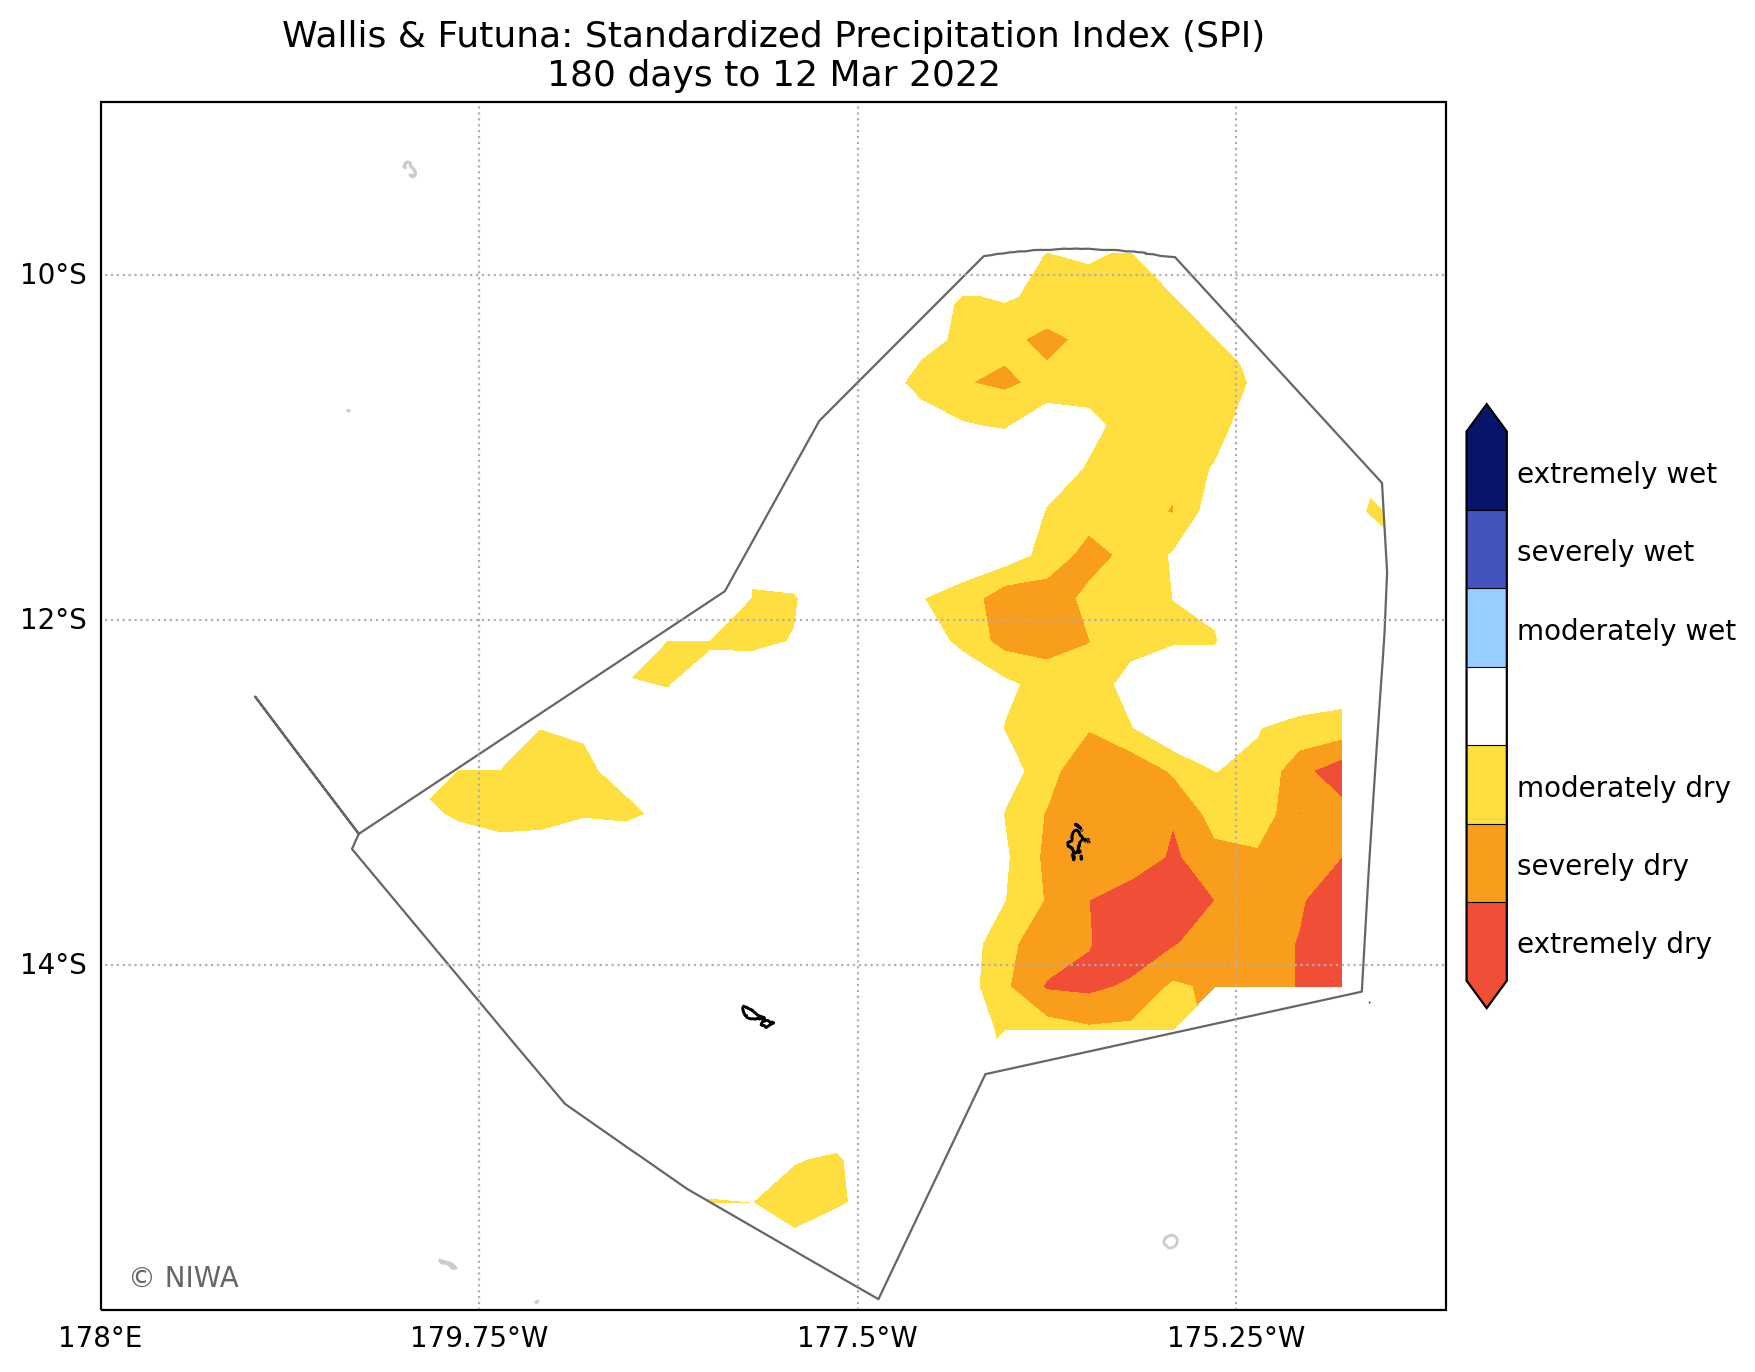 Wallis & Futuna: Standardized Precipitation Index (SPI)
180 days to 12 Mar 2022
10°S
12°S
14°S
178°E
179.75°W
177.5°W
175.25°W
extremely wet
severely wet
moderately wet
moderately dry
severely dry
extremely dry
© NIWA